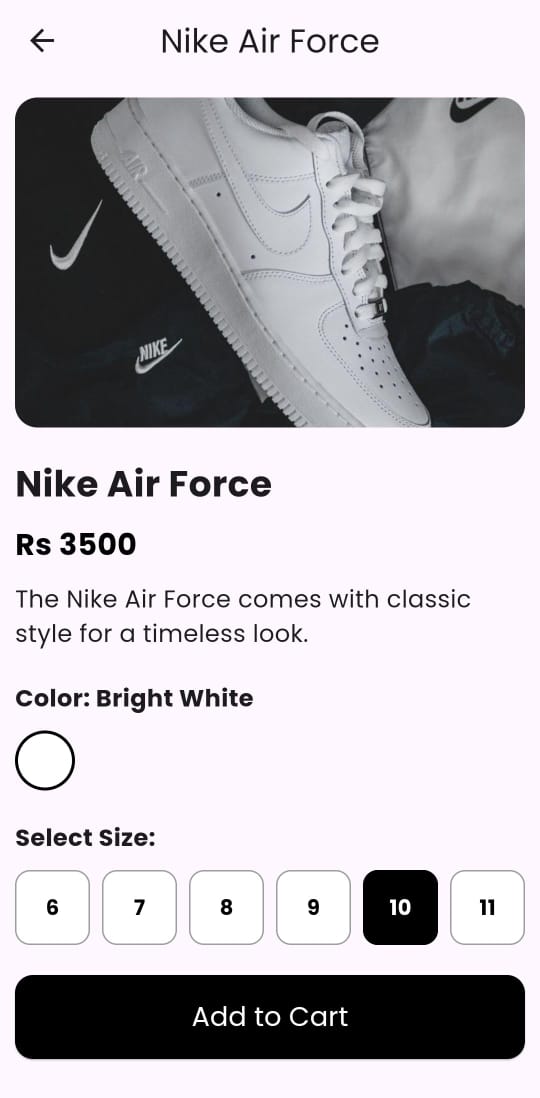 Nike Air Force
AIR
NIKE
Nike Air Force
Rs 3500
The Nike Air Force comes with classic
style for a timeless look.
Color: Bright White
Select Size:
6 7 8 9 10 11
Add to Cart